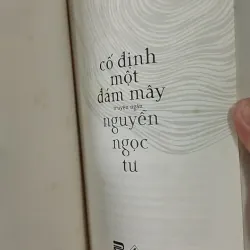 cố định
một
đám mây
truyện ngắn
nguyễn
ngọc
tư